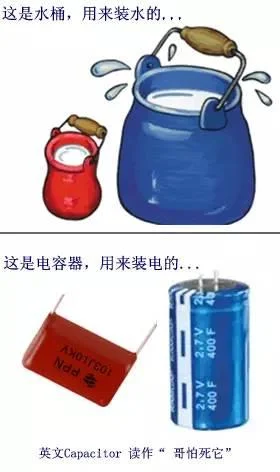 这是水桶，用来装水的...
这是电容器，用来装电的...
PPN
103J10KV
2.7V
400F
2.7V
400F
英文Capacitor 读作“ 哥怕死它”